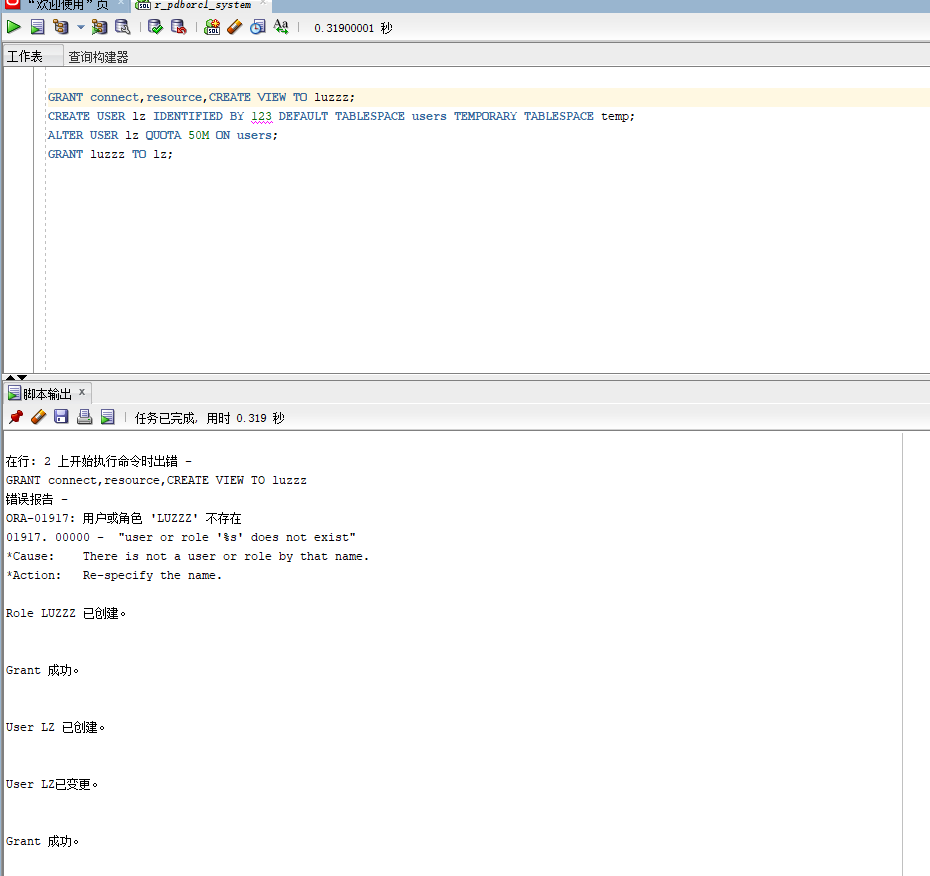 “欢迎使用”页
r_pdborcl_system
0.31900001 秒
工作表 查询构建器
GRANT connect,resource,CREATE VIEW TO luzzz;
CREATE USER lz IDENTIFIED BY 123 DEFAULT TABLESPACE users TEMPORARY TABLESPACE temp;
ALTER USER lz QUOTA 50M ON users;
GRANT luzzz TO lz;
脚本输出 x
任务已完成, 用时 0.319 秒
在行: 2 上开始执行命令时出错 -
GRANT connect,resource,CREATE VIEW TO luzzz
错误报告 -
ORA-01917: 用户或角色 'LUZZZ' 不存在
01917. 00000 -  "user or role '%s' does not exist"
*Cause:    There is not a user or role by that name.
*Action:   Re-specify the name.
Role LUZZZ 已创建。
Grant 成功。
User LZ 已创建。
User LZ已变更。
Grant 成功。